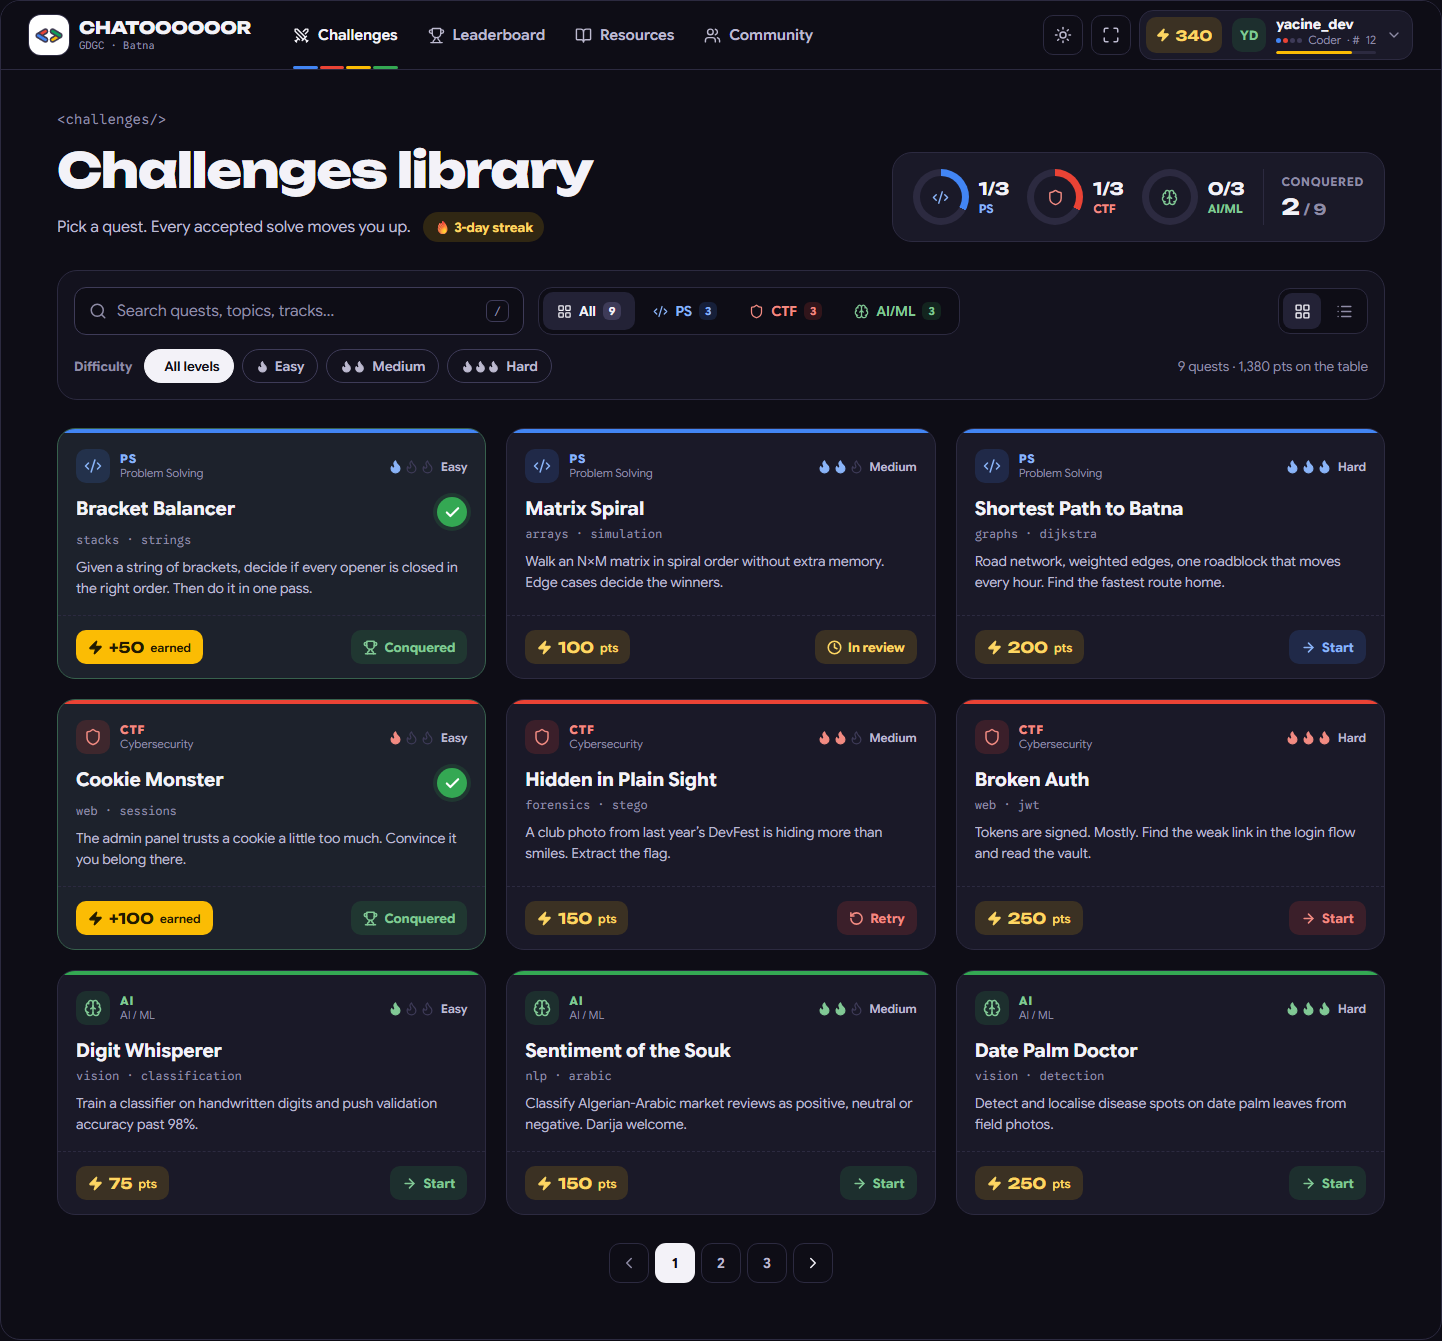 CHATOOOOOOR
GDGC · Batna
Challenges
Leaderboard
Resources
Community
340
YD
yacine_dev
Coder · # 12
<challenges/>
Challenges library
Pick a quest. Every accepted solve moves you up.
3-day streak
1/3
PS
1/3
CTF
0/3
AI/ML
CONQUERED
2 / 9
Search quests, topics, tracks...
/
All 9
PS 3
CTF 3
AI/ML 3
Difficulty
All levels
Easy
Medium
Hard
9 quests · 1,380 pts on the table
PS
Problem Solving
Easy
Bracket Balancer
stacks · strings
Given a string of brackets, decide if every opener is closed in
the right order. Then do it in one pass.
+50 earned
Conquered
PS
Problem Solving
Medium
Matrix Spiral
arrays · simulation
Walk an N×M matrix in spiral order without extra memory.
Edge cases decide the winners.
100 pts
In review
PS
Problem Solving
Hard
Shortest Path to Batna
graphs · dijkstra
Road network, weighted edges, one roadblock that moves
every hour. Find the fastest route home.
200 pts
Start
CTF
Cybersecurity
Easy
Cookie Monster
web · sessions
The admin panel trusts a cookie a little too much. Convince it
you belong there.
+100 earned
Conquered
CTF
Cybersecurity
Medium
Hidden in Plain Sight
forensics · stego
A club photo from last year’s DevFest is hiding more than
smiles. Extract the flag.
150 pts
Retry
CTF
Cybersecurity
Hard
Broken Auth
web · jwt
Tokens are signed. Mostly. Find the weak link in the login flow
and read the vault.
250 pts
Start
AI
AI / ML
Easy
Digit Whisperer
vision · classification
Train a classifier on handwritten digits and push validation
accuracy past 98%.
75 pts
Start
AI
AI / ML
Medium
Sentiment of the Souk
nlp · arabic
Classify Algerian-Arabic market reviews as positive, neutral or
negative. Darija welcome.
150 pts
Start
AI
AI / ML
Hard
Date Palm Doctor
vision · detection
Detect and localise disease spots on date palm leaves from
field photos.
250 pts
Start
1
2
3